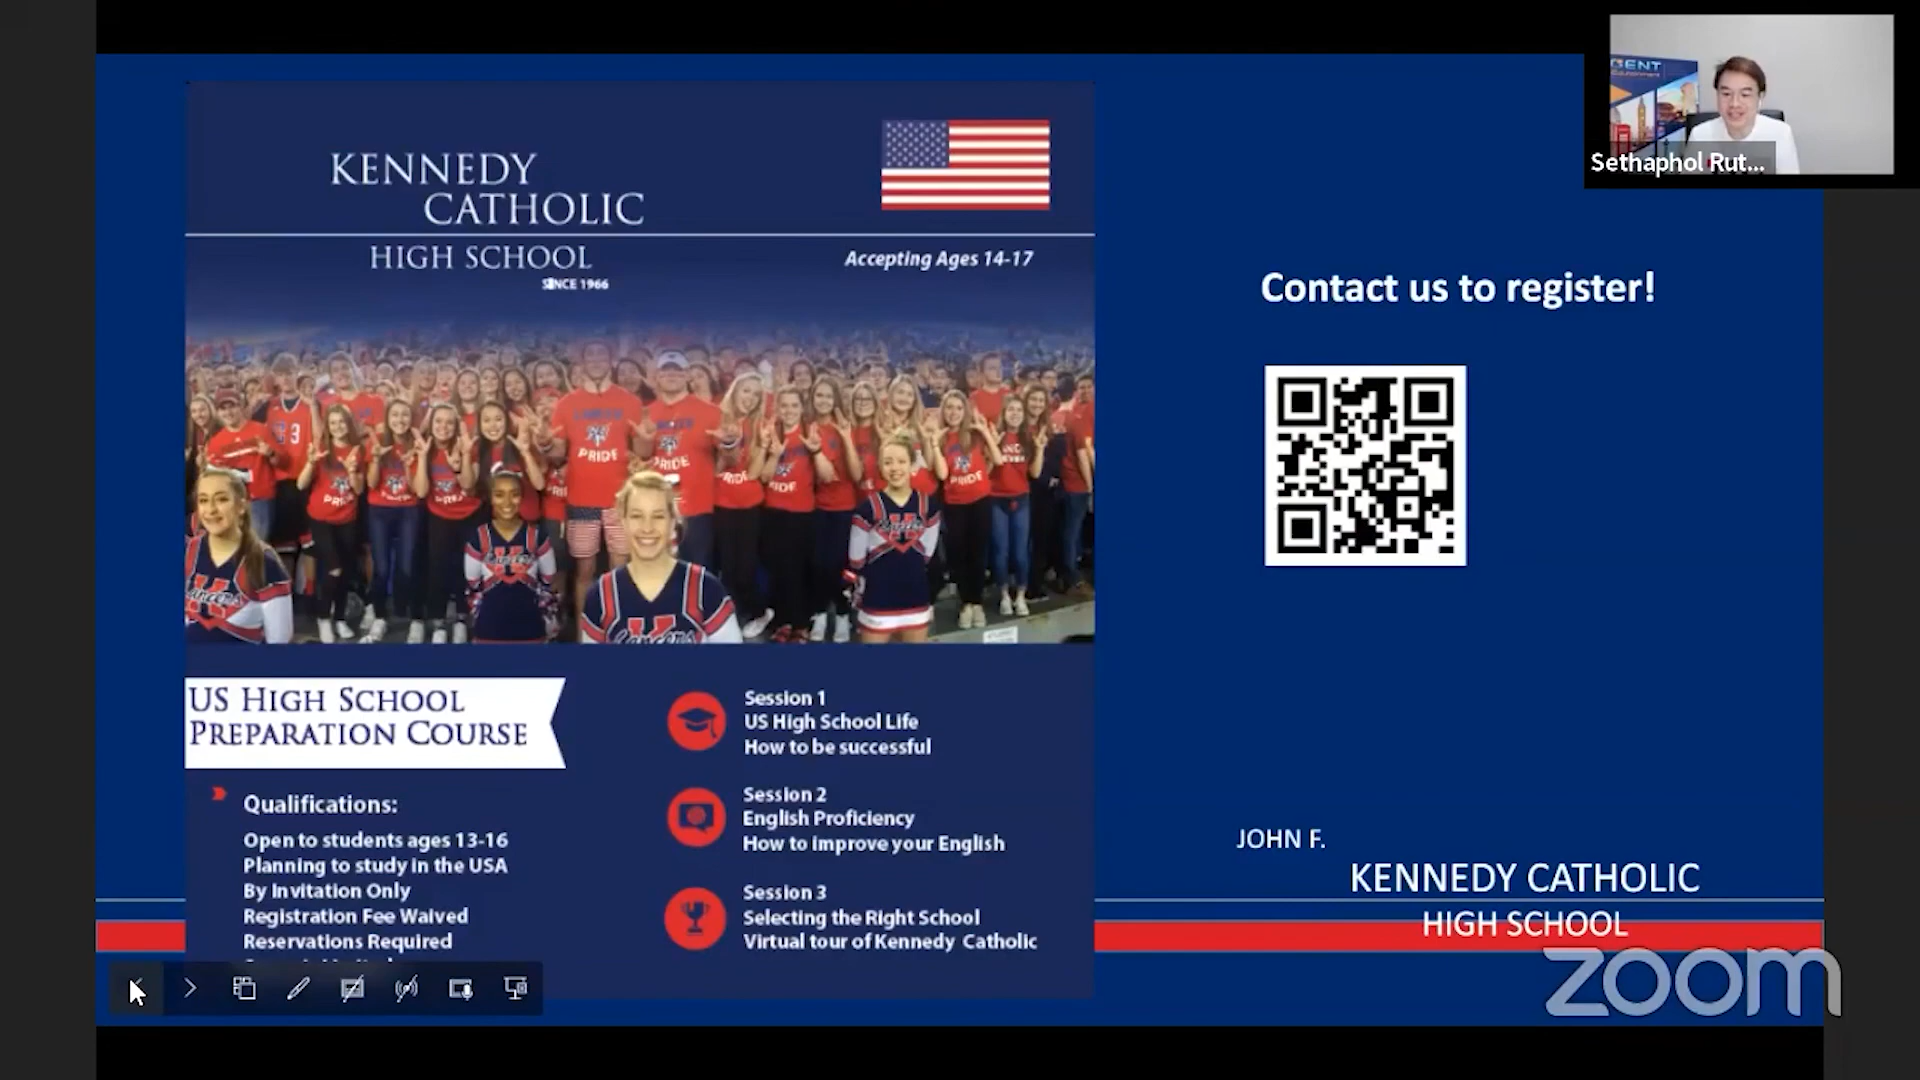 KENNEDY
CATHOLIC
HIGH SCHOOL
SINCE 1966
Accepting Ages 14-17
3
PRIDE
PRIDE
PRIDE
US HIGH SCHOOL
PREPARATION COURSE
Qualifications:
Open to students ages 13-16
Planning to study in the USA
By Invitation Only
Registration Fee Waived
Reservations Required
Session 1
US High School Life
How to be successful
Session 2
English Proficiency
How to improve your English
Session 3
Selecting the Right School
Virtual tour of Kennedy Catholic
Contact us to register!
JOHN F.
KENNEDY CATHOLIC
HIGH SCHOOL
zoom
Sethaphol Rut...